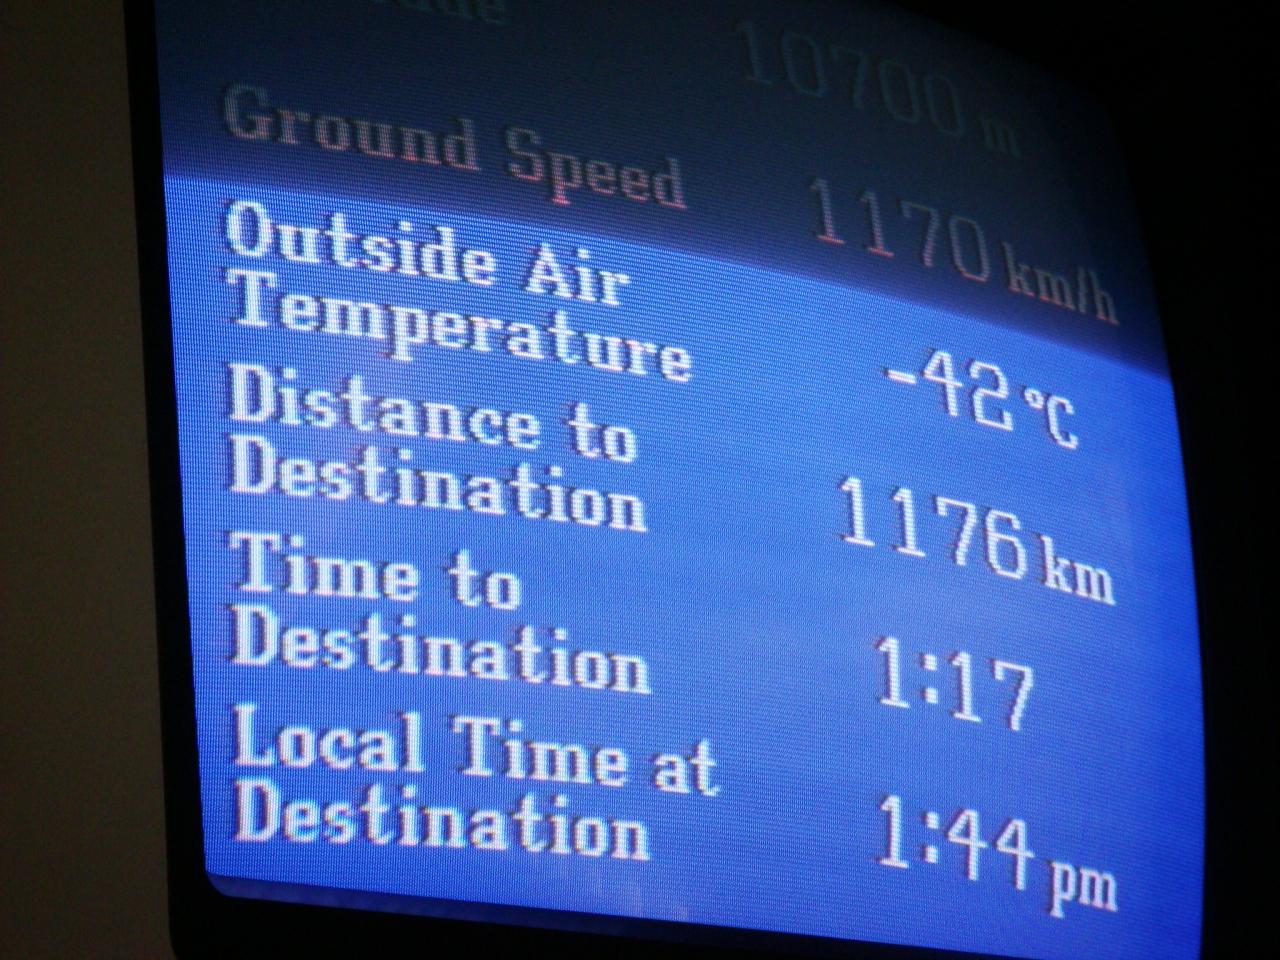 10700 m
Ground Speed 1170 km/h
Outside Air
Temperature -42 °C
Distance to
Destination 1176 km
Time to
Destination 1:17
Local Time at
Destination 1:44 pm